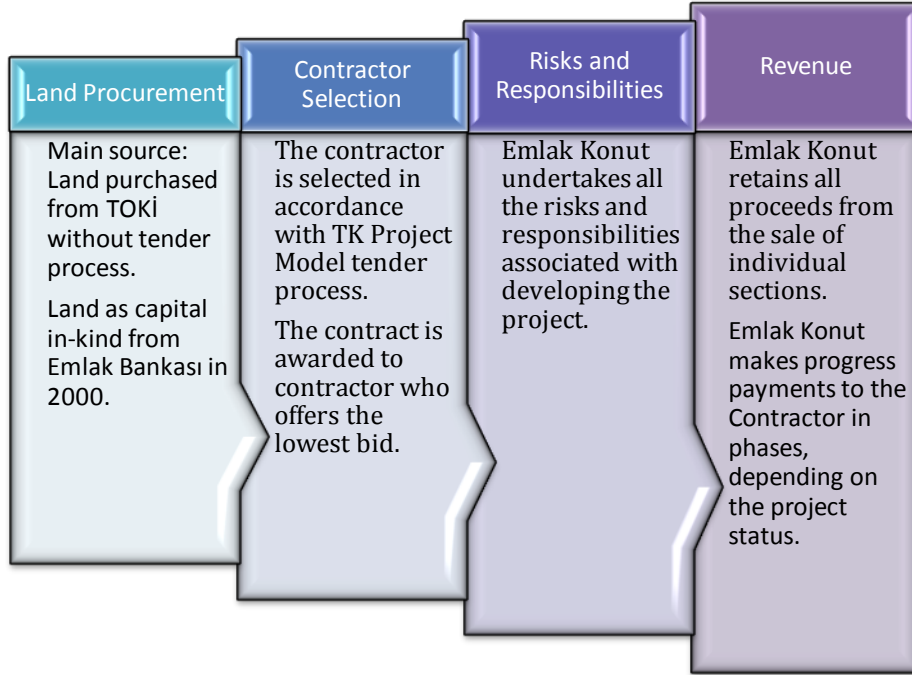 Land Procurement
Main source:
Land purchased
from TOKİ
without tender
process.
Land as capital
in-kind from
Emlak Bankası in
2000.
Contractor
Selection
The contractor
is selected in
accordance
with TK Project
Model tender
process.
The contract is
awarded to
contractor who
offers the
lowest bid.
Risks and
Responsibilities
Emlak Konut
undertakes all
the risks and
responsibilities
associated with
developing the
project.
Revenue
Emlak Konut
retains all
proceeds from
the sale of
individual
sections.
Emlak Konut
makes progress
payments to the
Contractor in
phases,
depending on
the project
status.